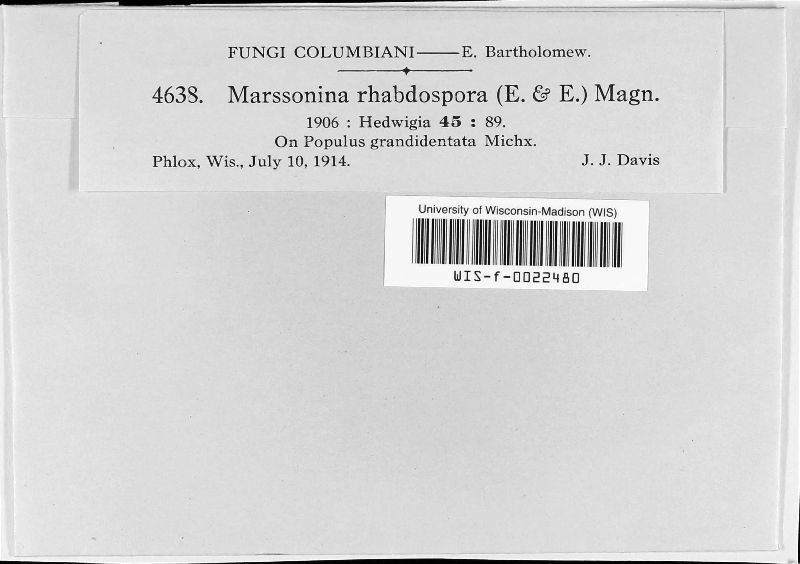 FUNGI COLUMBIANI—E. Bartholomew.
4638. Marssonina rhabdospora (E. & E.) Magn.
1906 : Hedwigia 45 : 89.
On Populus grandidentata Michx.
Phlox, Wis., July 10, 1914. J. J. Davis
University of Wisconsin-Madison (WIS)
WIS-f-0022480